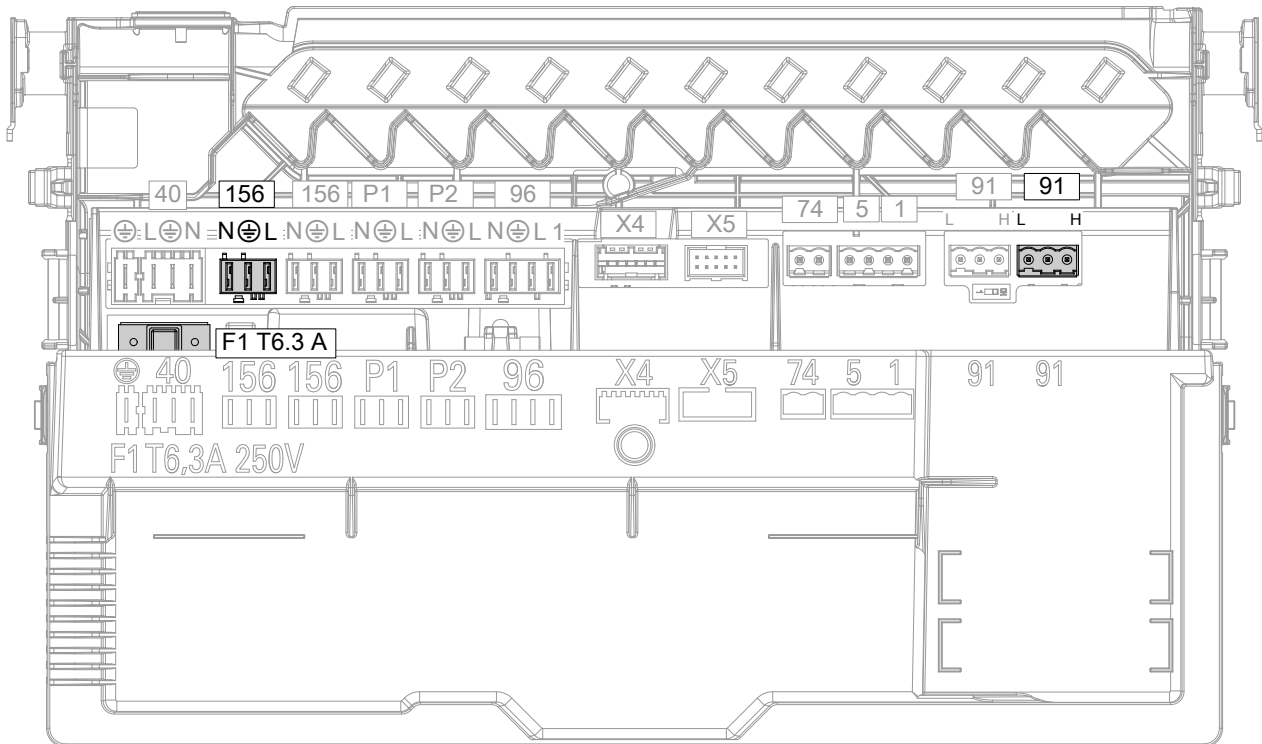 40 156 156 P1 P2 96 X4 X5 74 5 1 91 91
⏚ L ⏚ N N ⏚ L N ⏚ L N ⏚ L N ⏚ L N ⏚ L 1 L H L H
F1 T6.3 A
⏚ 40 156 156 P1 P2 96 X4 X5 74 5 1 91 91
F1 T6,3A 250V